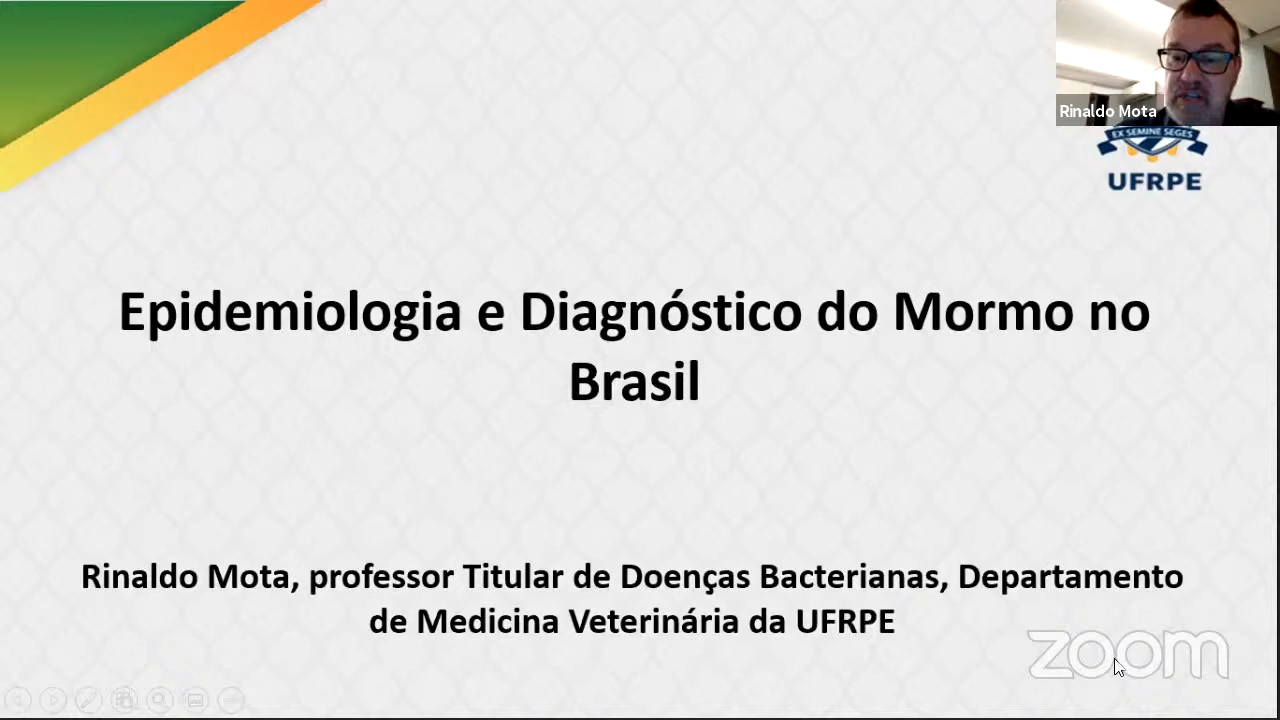 Rinaldo Mota
EX SEMINE SEGES
UFRPE
Epidemiologia e Diagnóstico do Mormo no
Brasil
Rinaldo Mota, professor Titular de Doenças Bacterianas, Departamento
de Medicina Veterinária da UFRPE
zoom